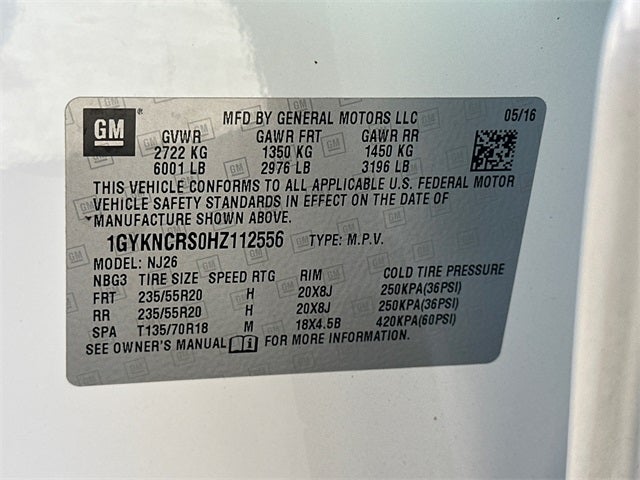 GM
MFD BY GENERAL MOTORS LLC 05/16
GVWR GAWR FRT GAWR RR
2722 KG 1350 KG 1450 KG
6001 LB 2976 LB 3196 LB
THIS VEHICLE CONFORMS TO ALL APPLICABLE U.S. FEDERAL MOTOR
VEHICLE SAFETY STANDARDS IN EFFECT ON THE DATE OF
MANUFACTURE SHOWN ABOVE.
1GYKNCRS0HZ112556 TYPE: M.P.V.
MODEL: NJ26
NBG3 TIRE SIZE SPEED RTG RIM COLD TIRE PRESSURE
FRT 235/55R20 H 20X8J 250KPA(36PSI)
RR 235/55R20 H 20X8J 250KPA(36PSI)
SPA T135/70R18 M 18X4.5B 420KPA(60PSI)
SEE OWNER'S MANUAL FOR MORE INFORMATION.